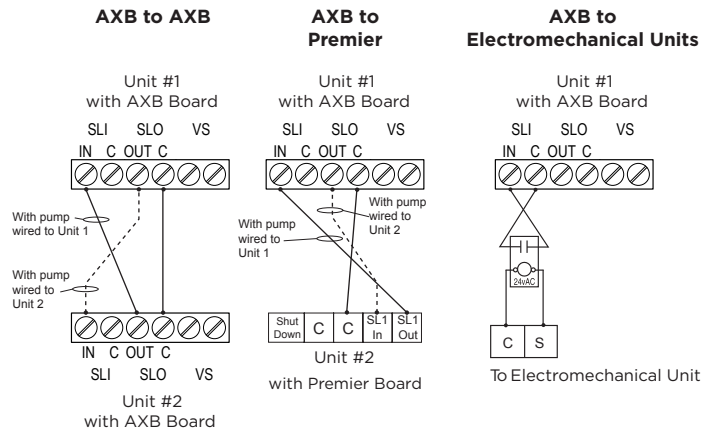 AXB to AXB
Unit #1
with AXB Board
SLI SLO VS
IN C OUT C
With pump
wired to Unit 1
With pump
wired to
Unit 2
IN C OUT C
SLI SLO VS
Unit #2
with AXB Board
AXB to
Premier
Unit #1
with AXB Board
SLI SLO VS
IN C OUT C
With pump
wired to
Unit 2
With pump
wired to
Unit 1
Shut
Down
C
C
SL1
In
SL1
Out
Unit #2
with Premier Board
AXB to
Electromechanical Units
Unit #1
with AXB Board
SLI SLO VS
IN C OUT C
24vAC
C S
To Electromechanical Unit